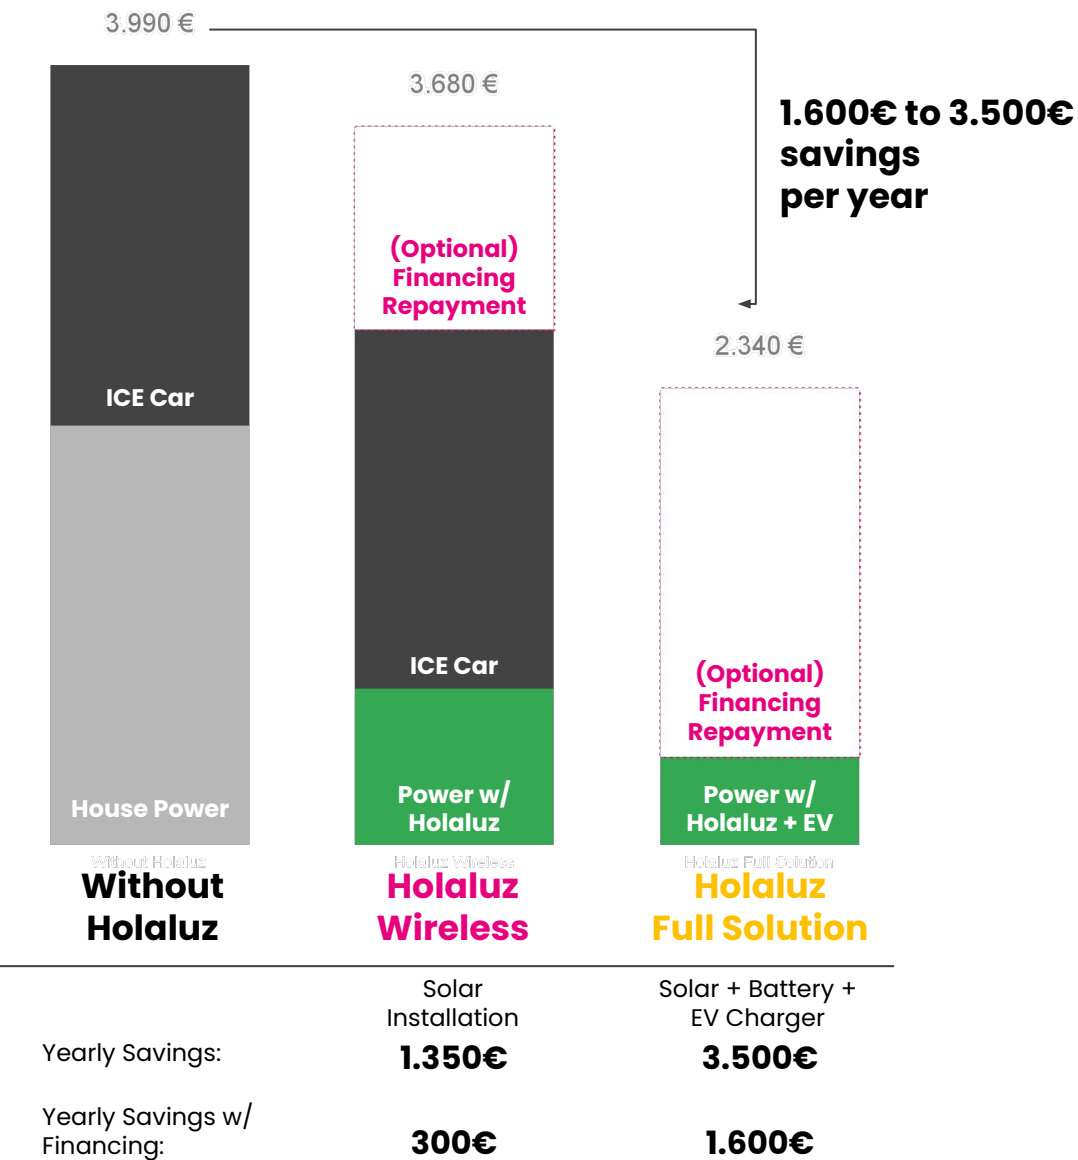 3.990 €
3.680 €
1.600€ to 3.500€
savings
per year
2.340 €
(Optional)
Financing
Repayment
ICE Car
House Power
ICE Car
Power w/
Holaluz
(Optional)
Financing
Repayment
Power w/
Holaluz + EV
Without Holaluz
Holaluz Wireless
Holaluz Full Solution
Without
Holaluz
Holaluz
Wireless
Holaluz
Full Solution
Solar
Installation
Solar + Battery +
EV Charger
Yearly Savings:
1.350€
3.500€
Yearly Savings w/
Financing:
300€
1.600€